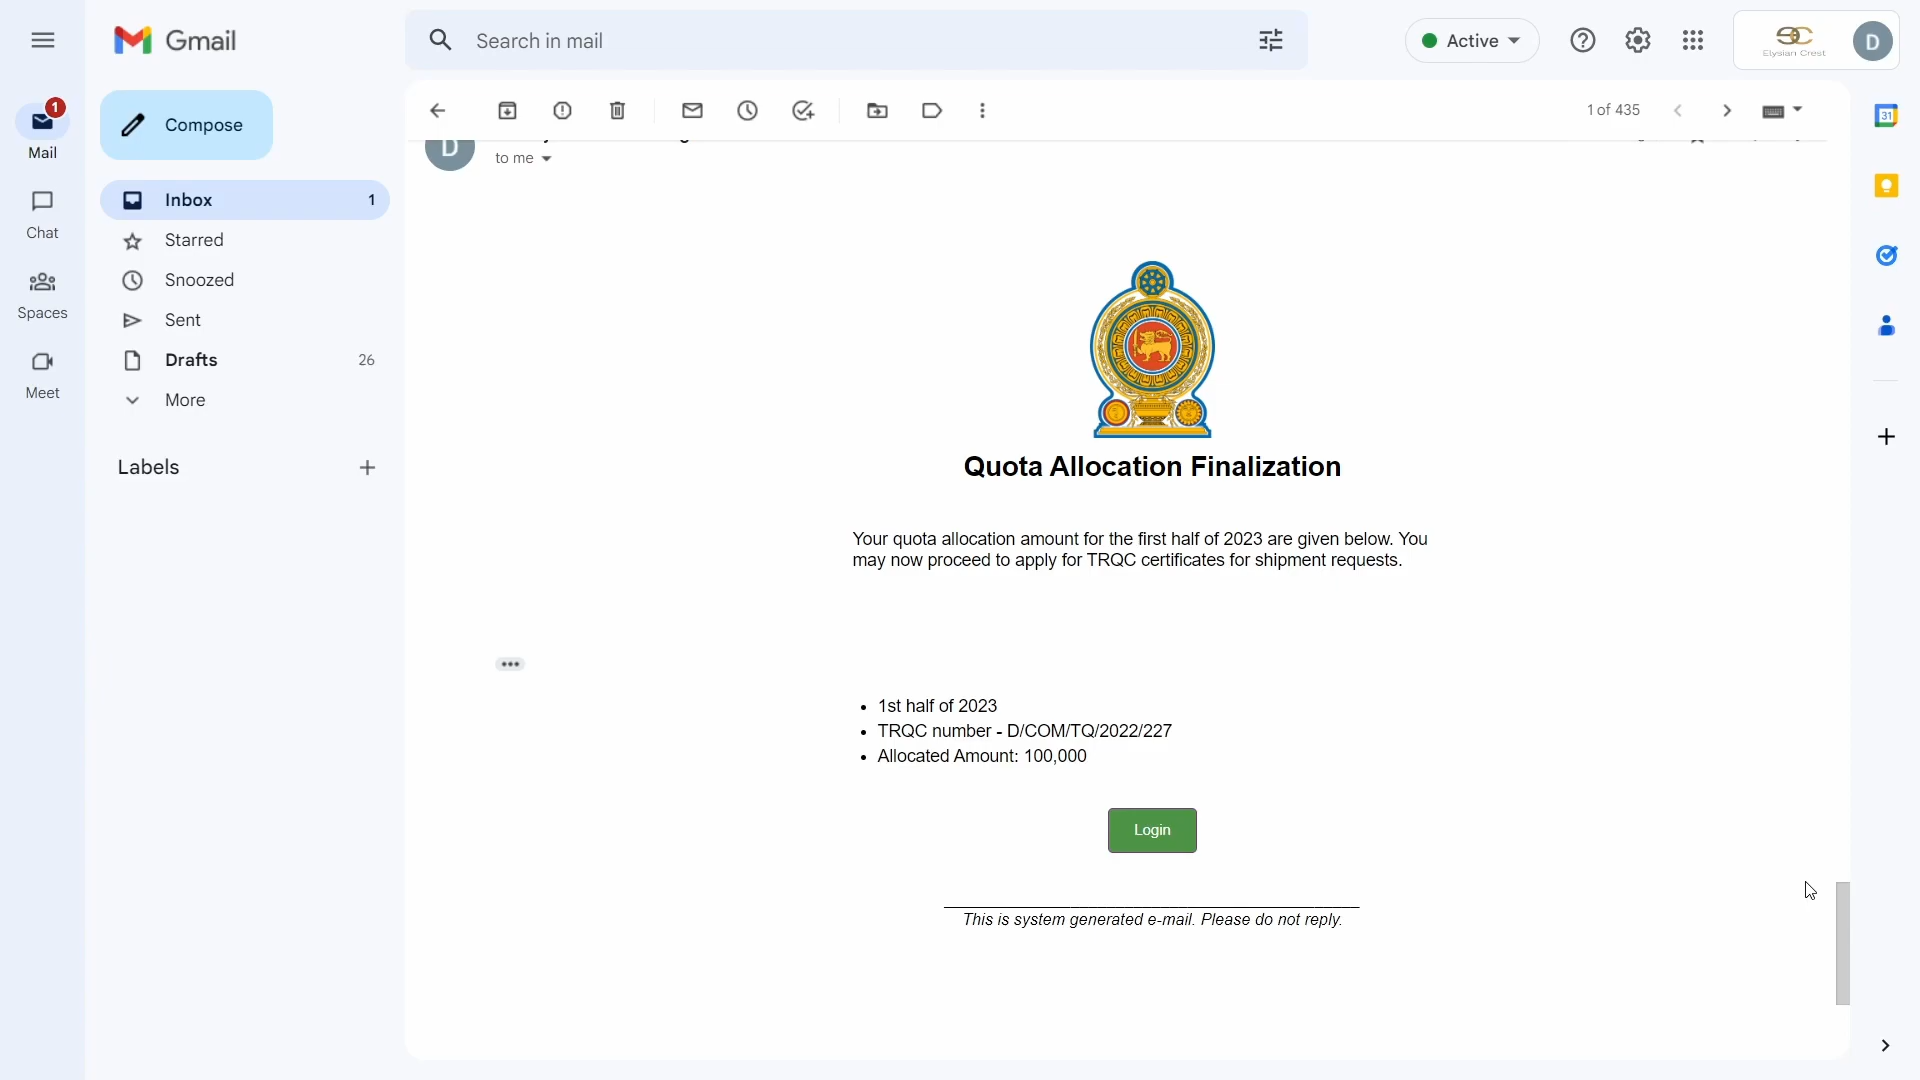 Gmail
Search in mail
Active
Elysian Crest
D
1
Mail
Compose
1 of 435
31
D
to me
Inbox 1
Chat
Starred
Snoozed
Spaces
Sent
Drafts 26
Meet
More
Labels
Quota Allocation Finalization
Your quota allocation amount for the first half of 2023 are given below. You
may now proceed to apply for TRQC certificates for shipment requests.
• 1st half of 2023
• TRQC number - D/COM/TQ/2022/227
• Allocated Amount: 100,000
Login
This is system generated e-mail. Please do not reply.